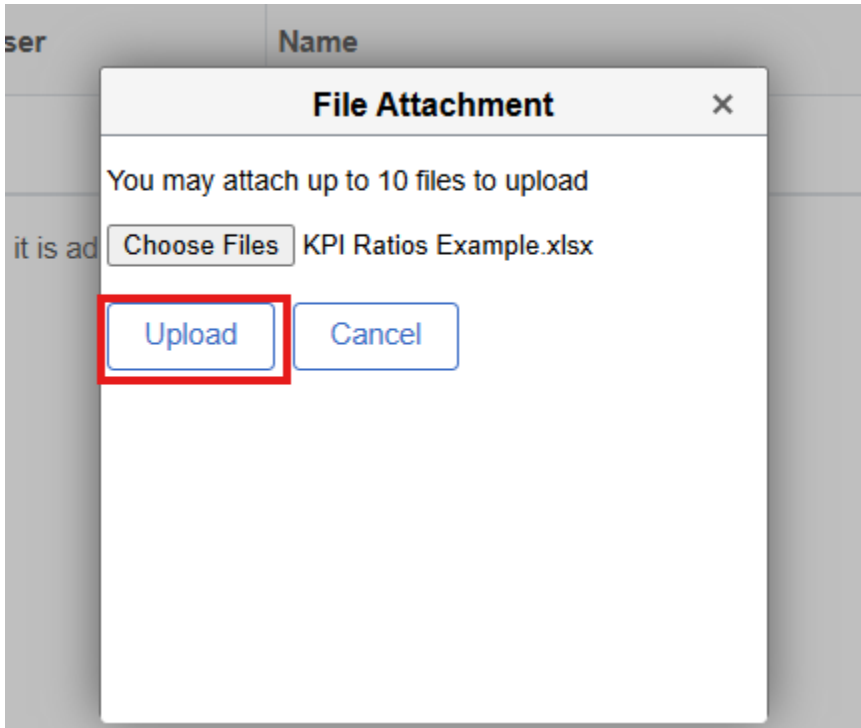 ser Name
File Attachment ×
You may attach up to 10 files to upload
it is ad
Choose Files KPI Ratios Example.xlsx
Upload Cancel